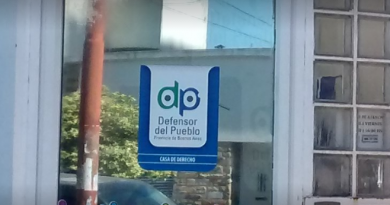 dp
Defensor
del Pueblo
Provincia de Buenos Aires
CASA DE DERECHO